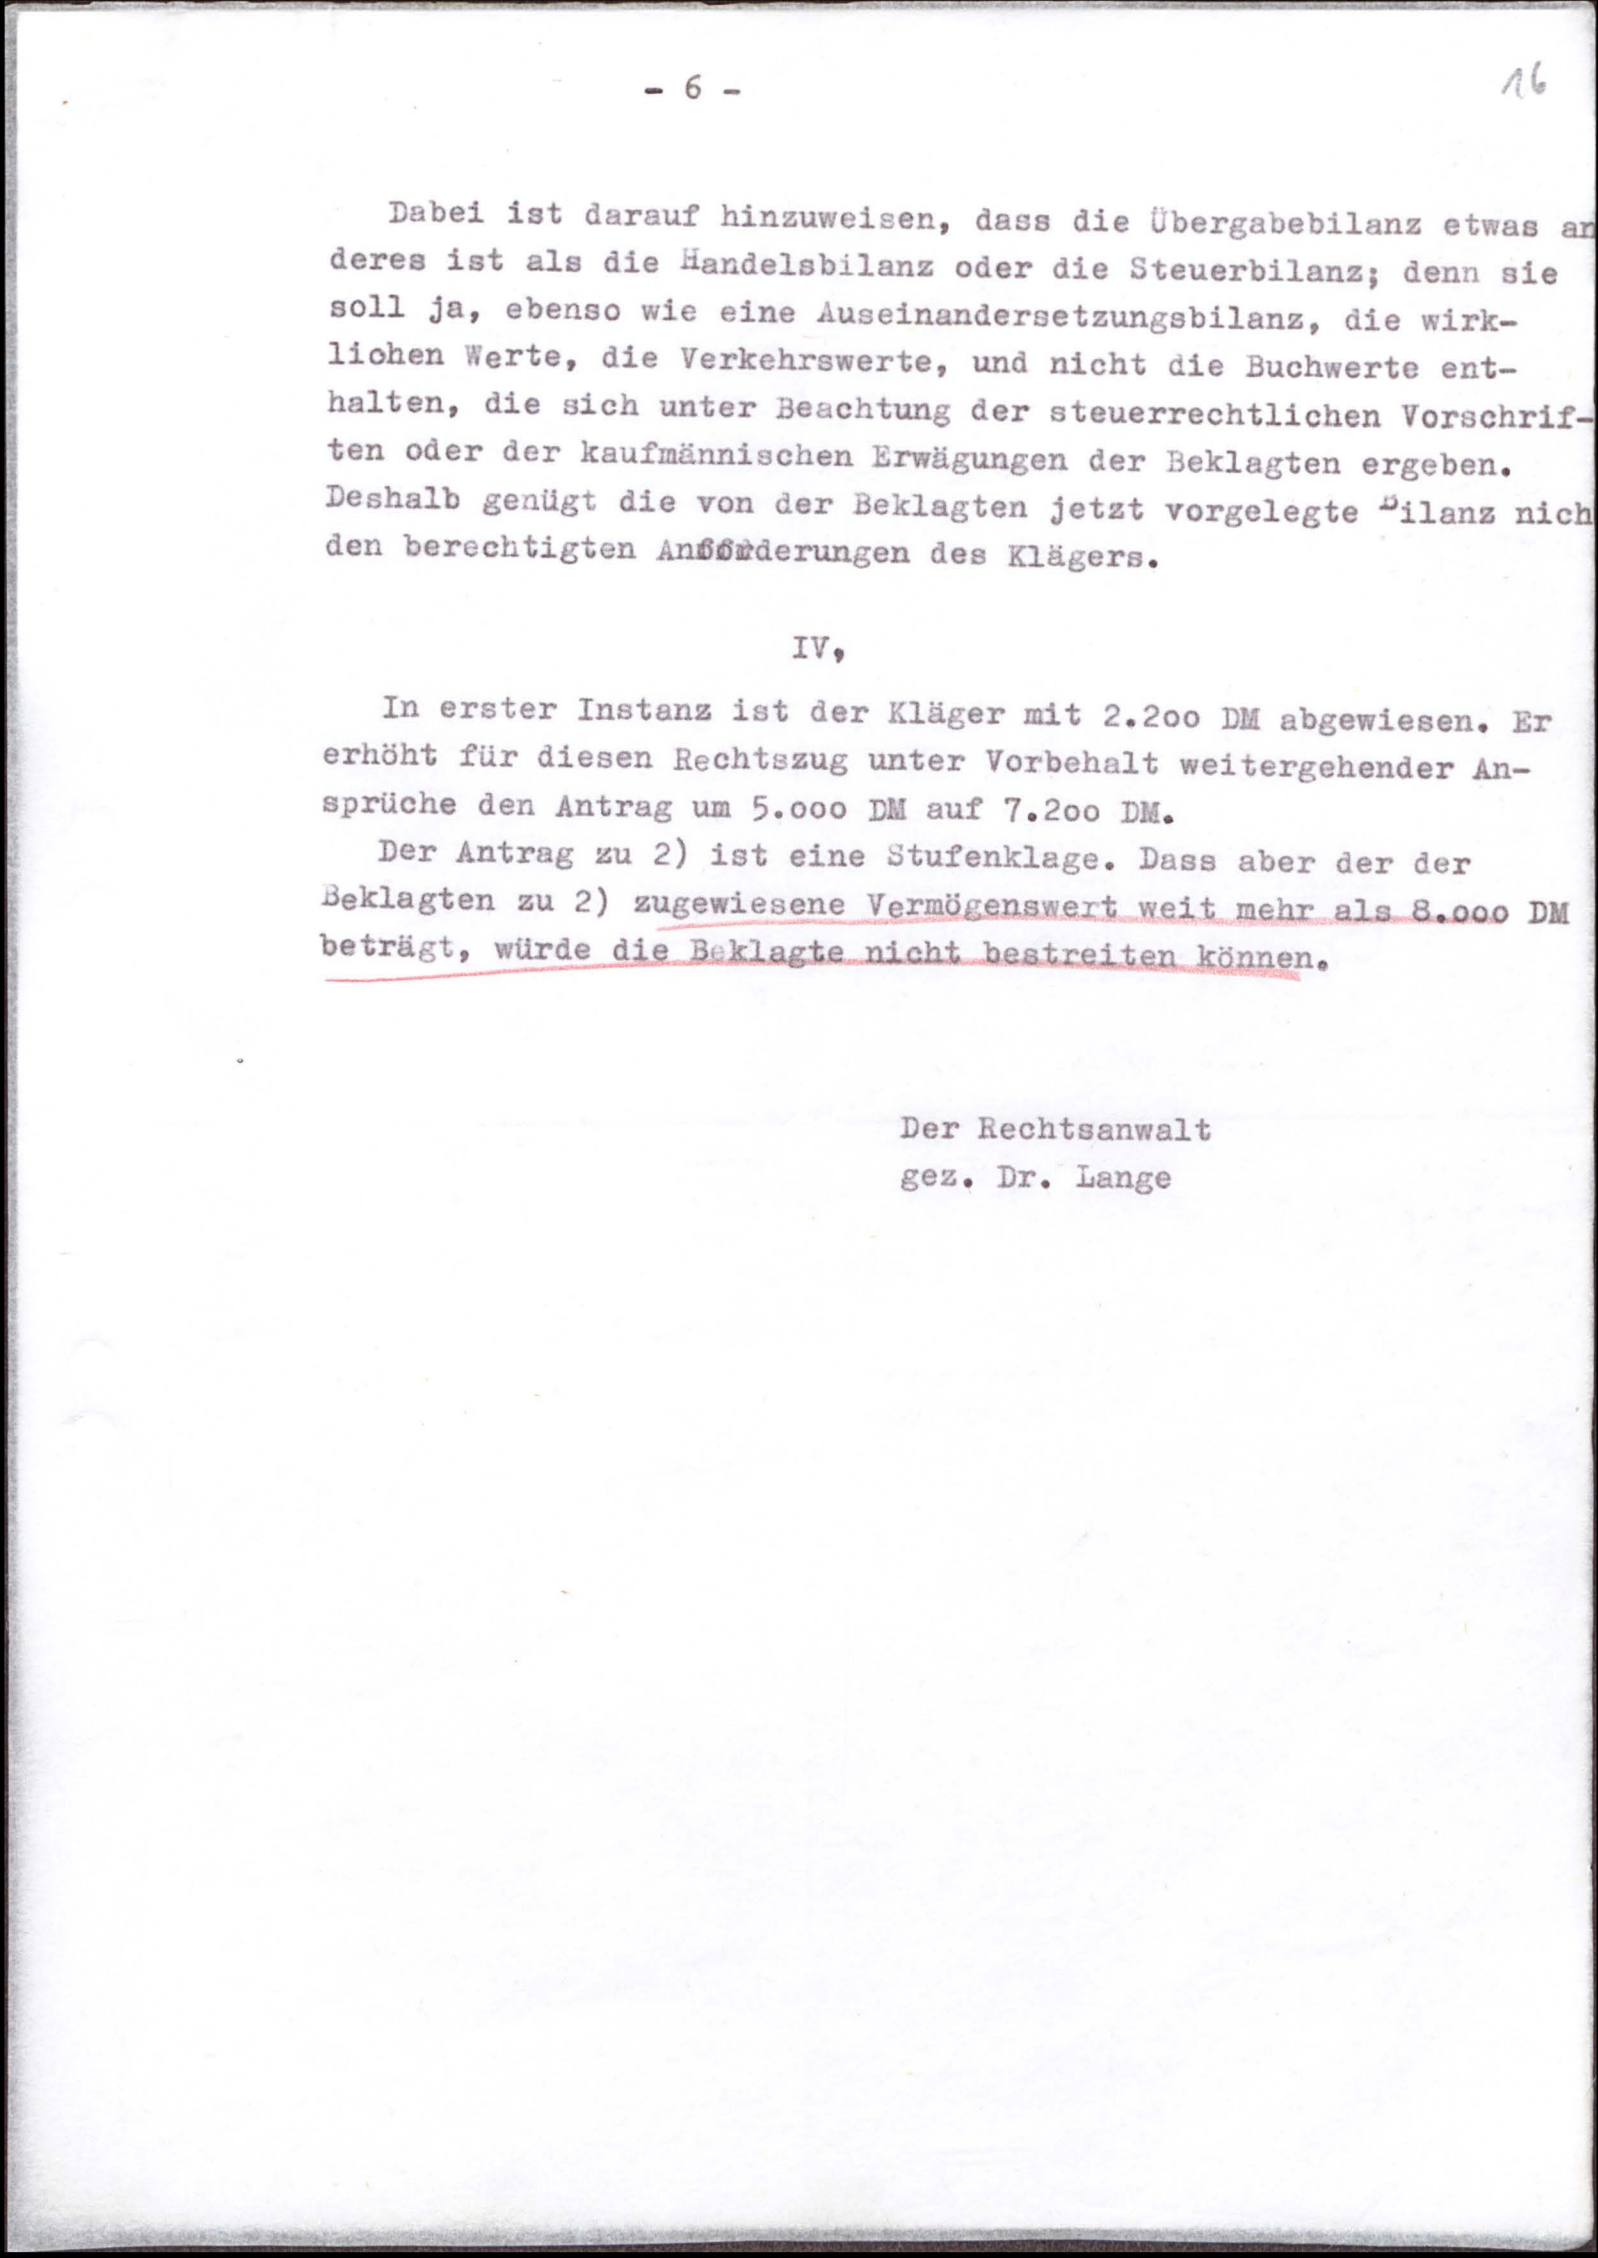 - 6 -
16
Dabei ist darauf hinzuweisen, dass die Übergabebilanz etwas an
deres ist als die Handelsbilanz oder die Steuerbilanz; denn sie
soll ja, ebenso wie eine Auseinandersetzungsbilanz, die wirk-
lichen Werte, die Verkehrswerte, und nicht die Buchwerte ent-
halten, die sich unter Beachtung der steuerrechtlichen Vorschrif-
ten oder der kaufmännischen Erwägungen der Beklagten ergeben.
Deshalb genügt die von der Beklagten jetzt vorgelegte Bilanz nich
den berechtigten Anforderungen des Klägers.
IV,
In erster Instanz ist der Kläger mit 2.2oo DM abgewiesen. Er
erhöht für diesen Rechtszug unter Vorbehalt weitergehender An-
sprüche den Antrag um 5.ooo DM auf 7.2oo DM.
Der Antrag zu 2) ist eine Stufenklage. Dass aber der der
Beklagten zu 2) zugewiesene Vermögenswert weit mehr als 8.ooo DM
beträgt, würde die Beklagte nicht bestreiten können.
Der Rechtsanwalt
gez. Dr. Lange